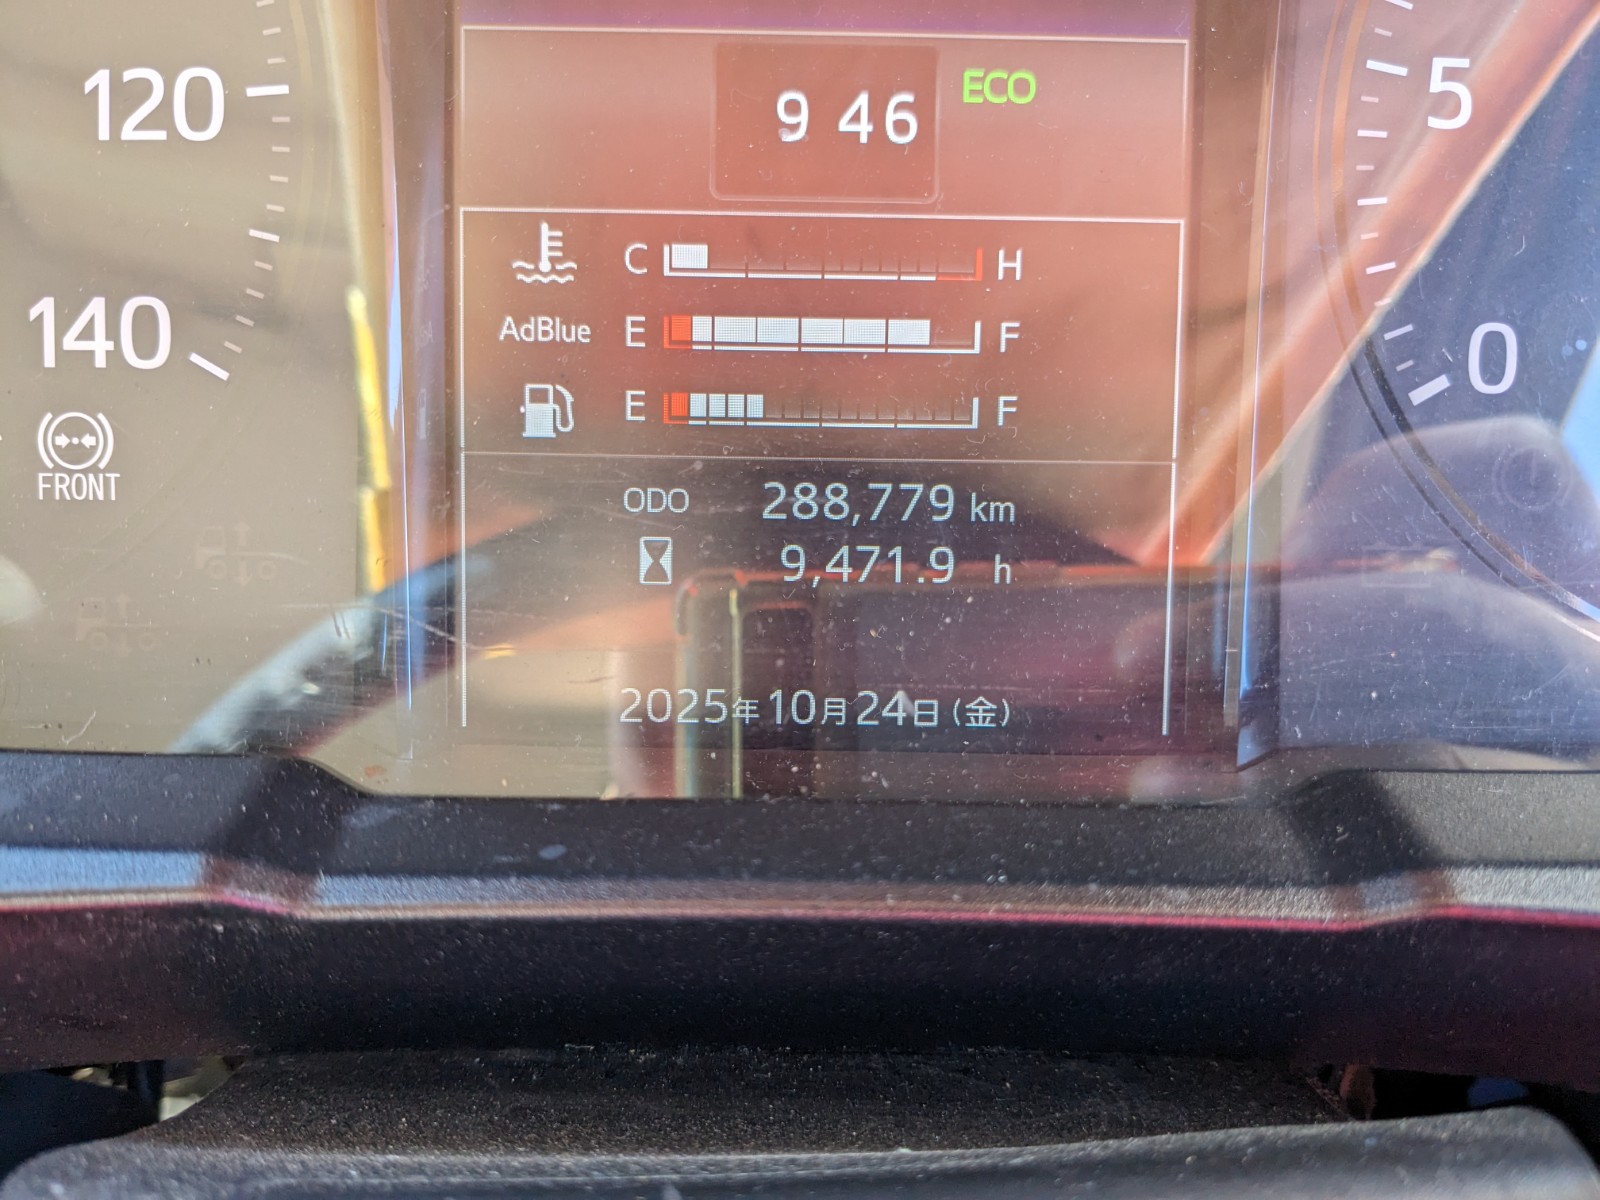 120
140
FRONT
9 46
ECO
C H
AdBlue E F
E F
ODO 288,779 km
9,471.9 h
2025年10月24日(金)
5
0